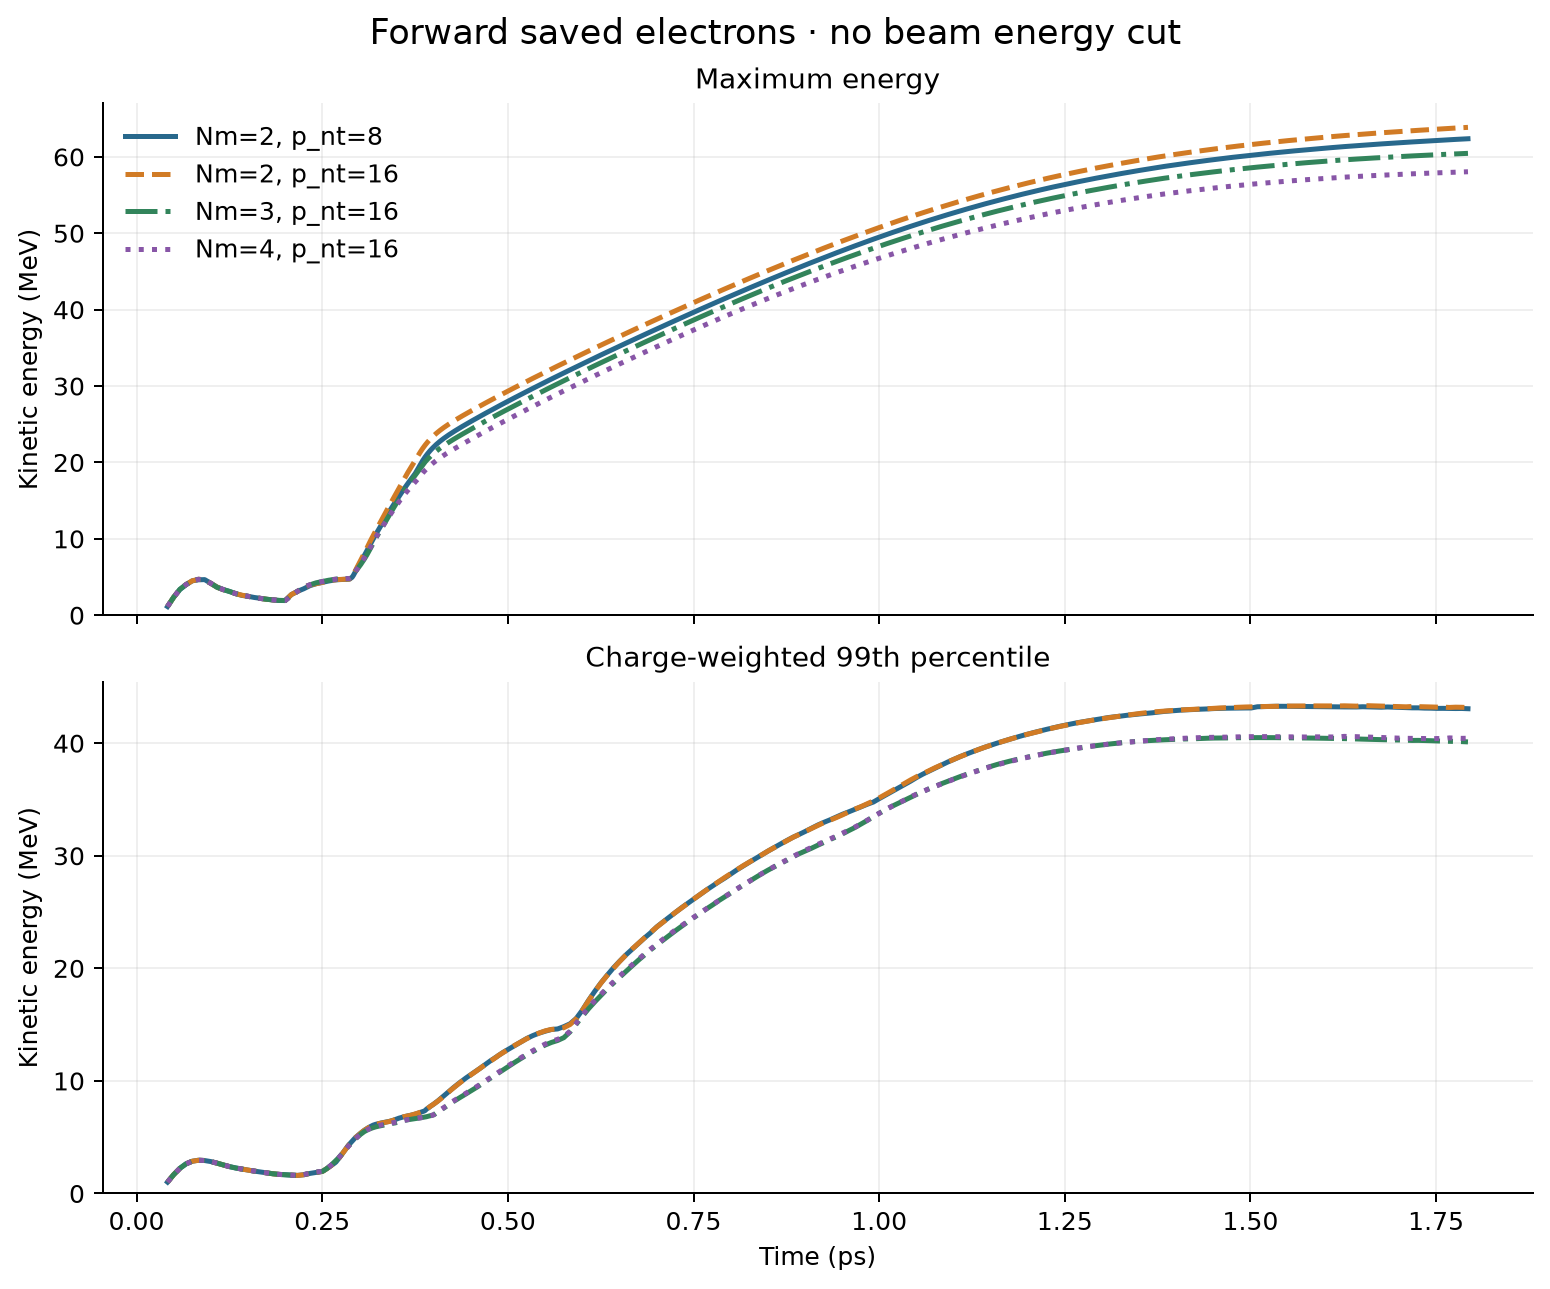 Forward saved electrons · no beam energy cut
Maximum energy
Kinetic energy (MeV)
60
50
40
30
20
10
0
Nm=2, p_nt=8
Nm=2, p_nt=16
Nm=3, p_nt=16
Nm=4, p_nt=16
Charge-weighted 99th percentile
Kinetic energy (MeV)
40
30
20
10
0
0.00 0.25 0.50 0.75 1.00 1.25 1.50 1.75
Time (ps)